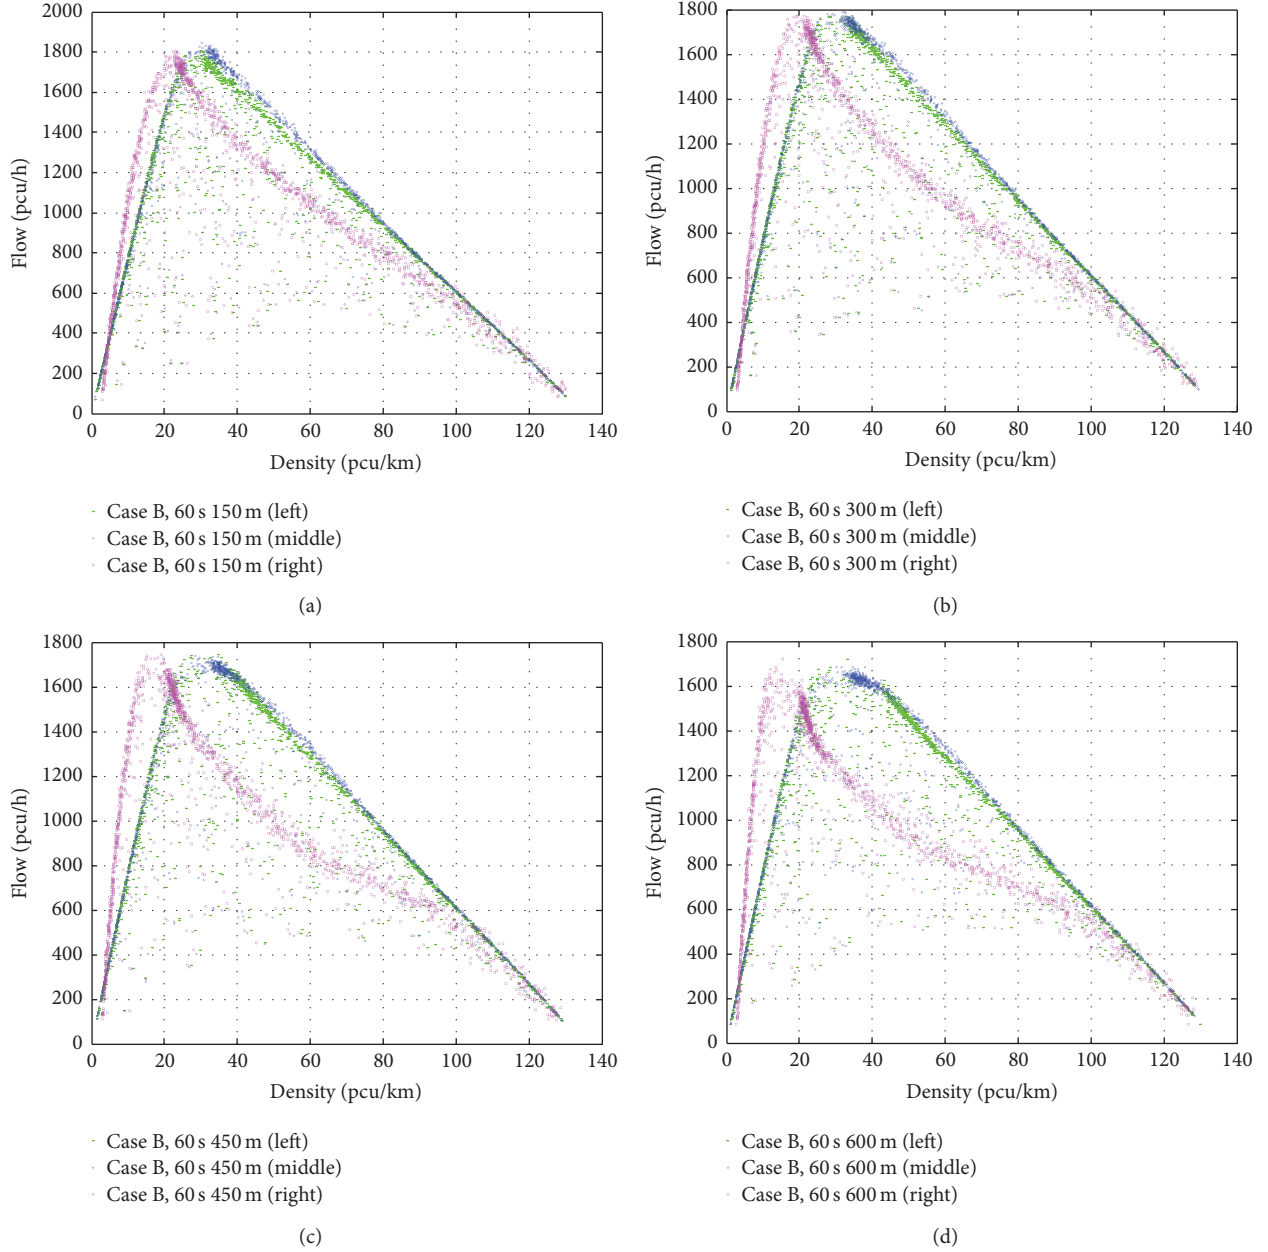 2000
1800
1600
1400
1200
1000
800
600
400
200
0
Flow (pcu/h)
0 20 40 60 80 100 120 140
Density (pcu/km)
Case B, 60 s 150 m (left)
Case B, 60 s 150 m (middle)
Case B, 60 s 150 m (right)
(a)
1800
1600
1400
1200
1000
800
600
400
200
0
Flow (pcu/h)
0 20 40 60 80 100 120 140
Density (pcu/km)
Case B, 60 s 300 m (left)
Case B, 60 s 300 m (middle)
Case B, 60 s 300 m (right)
(b)
1800
1600
1400
1200
1000
800
600
400
200
0
Flow (pcu/h)
0 20 40 60 80 100 120 140
Density (pcu/km)
Case B, 60 s 450 m (left)
Case B, 60 s 450 m (middle)
Case B, 60 s 450 m (right)
(c)
1800
1600
1400
1200
1000
800
600
400
200
0
Flow (pcu/h)
0 20 40 60 80 100 120 140
Density (pcu/km)
Case B, 60 s 600 m (left)
Case B, 60 s 600 m (middle)
Case B, 60 s 600 m (right)
(d)